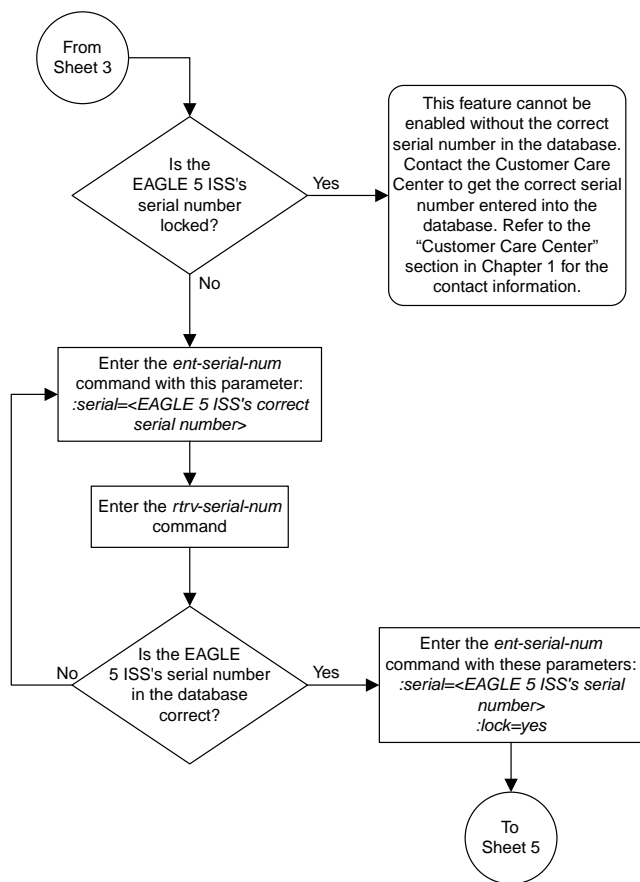 From
Sheet 3
Is the
EAGLE 5 ISS's
serial number
locked?
Yes
This feature cannot be
enabled without the correct
serial number in the database.
Contact the Customer Care
Center to get the correct serial
number entered into the
database. Refer to the
“Customer Care Center”
section in Chapter 1 for the
contact information.
No
Enter the ent-serial-num
command with this parameter:
:serial=<EAGLE 5 ISS's correct
serial number>
Enter the rtrv-serial-num
command
Is the EAGLE
5 ISS's serial number
in the database
correct?
No
Yes
Enter the ent-serial-num
command with these parameters:
:serial=<EAGLE 5 ISS's serial
number>
:lock=yes
To
Sheet 5